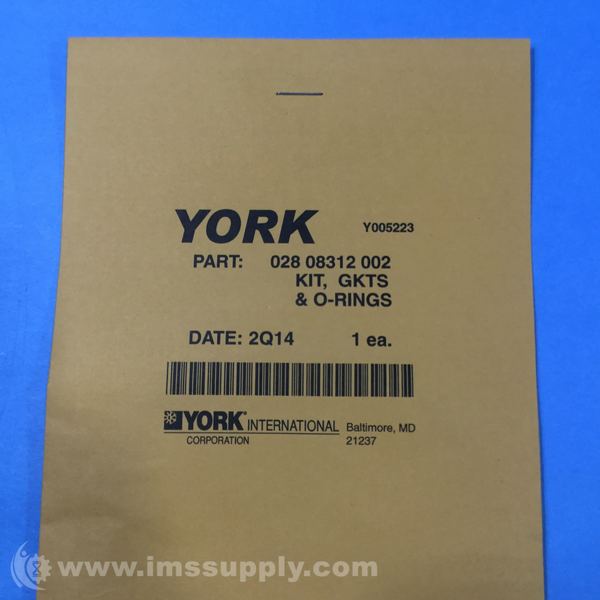 YORK Y005223
PART: 028 08312 002
KIT, GKTS
& O-RINGS
DATE: 2Q14 1 ea.
YORK® INTERNATIONAL Baltimore, MD
CORPORATION 21237
www.imssupply.com